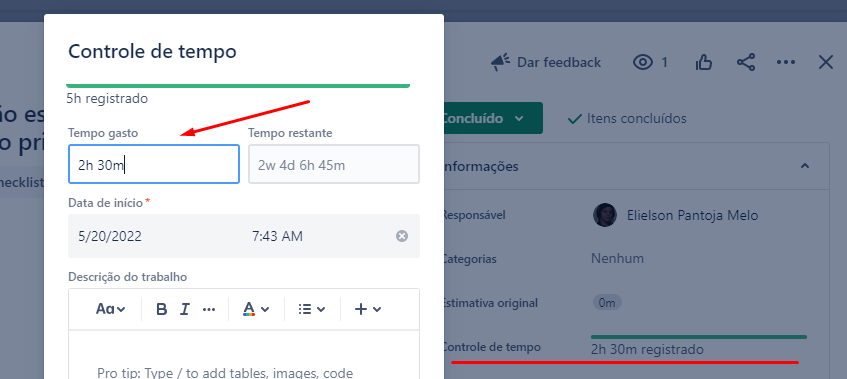 Controle de tempo
5h registrado
Tempo gasto
Tempo restante
2h 30m
2w 4d 6h 45m
Data de início*
5/20/2022
7:43 AM
Descrição do trabalho
Aa
B I ... A
Pro tip: Type / to add tables, images, code
Dar feedback
1
ão es
o pri
hecklist
Concluído
Itens concluídos
Informações
Responsável
Elielson Pantoja Melo
Categorias
Nenhum
Estimativa original
0m
Controle de tempo
2h 30m registrado